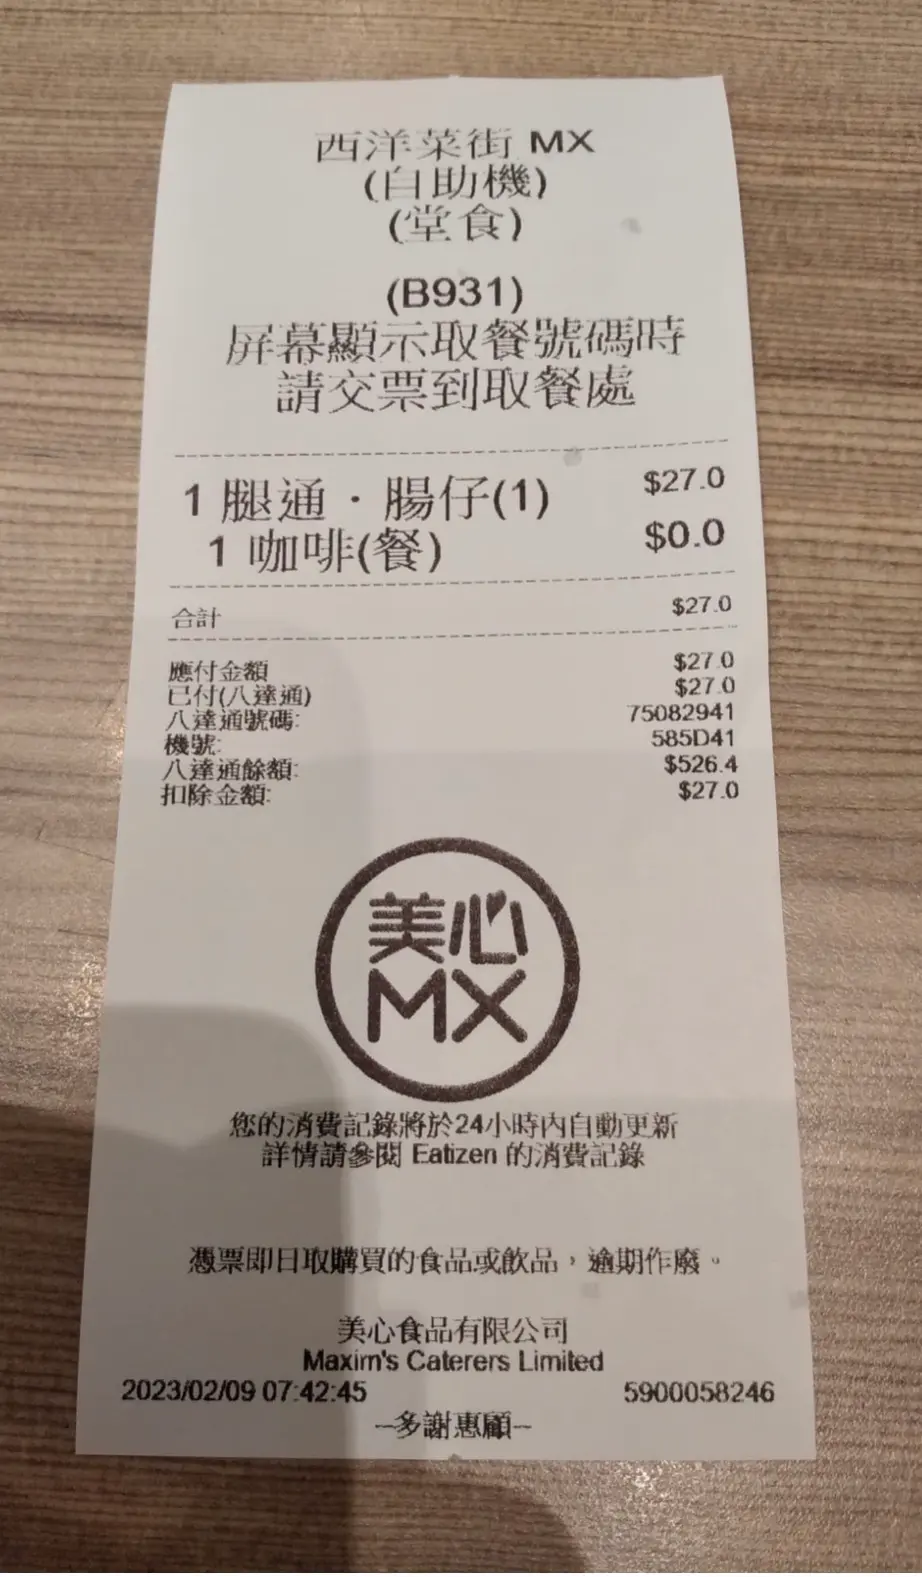 西洋菜街 MX
(自助機)
(堂食)
(B931)
屏幕顯示取餐號碼時
請交票到取餐處
1 腿通．腸仔(1) $27.0
1 咖啡(餐) $0.0
合計 $27.0
應付金額 $27.0
已付(八達通) $27.0
八達通號碼: 75082941
機號: 585D41
八達通餘額: $526.4
扣除金額: $27.0
美心
MX
您的消費記錄將於24小時內自動更新
詳情請參閱 Eatizen 的消費記錄
憑票即日取購買的食品或飲品，逾期作廢。
美心食品有限公司
Maxim's Caterers Limited
2023/02/09 07:42:45 5900058246
--多謝惠顧--